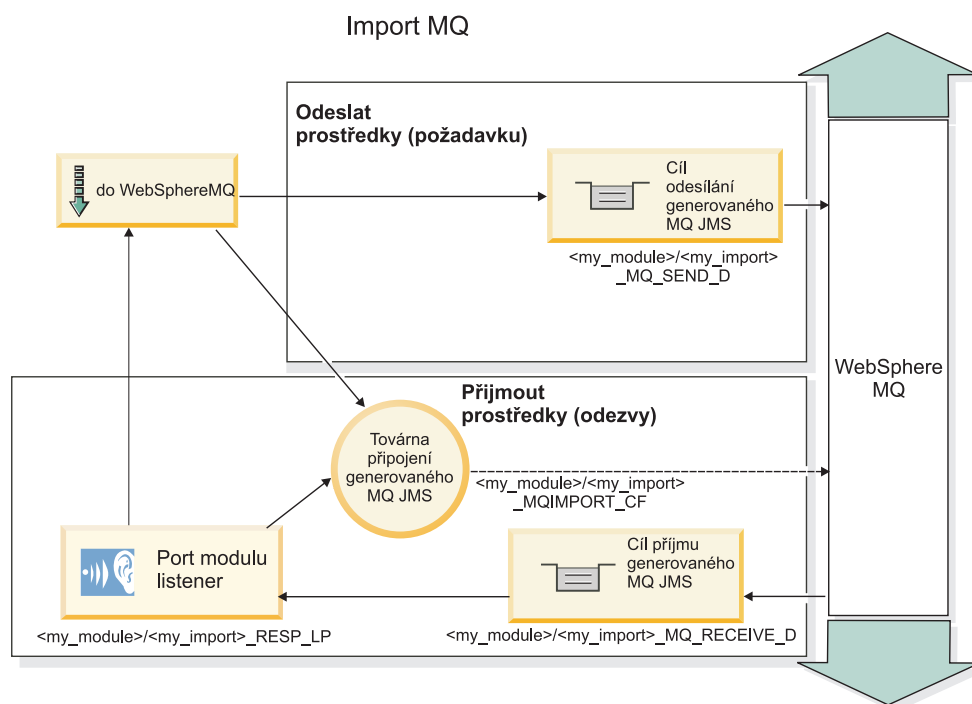 Import MQ
Odeslat
prostředky (požadavku)
do WebSphereMQ
Cíl
odesílání
generovaného
MQ JMS
<my_module>/<my_import>
_MQ_SEND_D
WebSphere
MQ
Přijmout
prostředky (odezvy)
Továrna
připojení
generovaného
MQ JMS
<my_module>/<my_import>
_MQIMPORT_CF
Port modulu
listener
<my_module>/<my_import>_RESP_LP
Cíl příjmu
generovaného
MQ JMS
<my_module>/<my_import>_MQ_RECEIVE_D